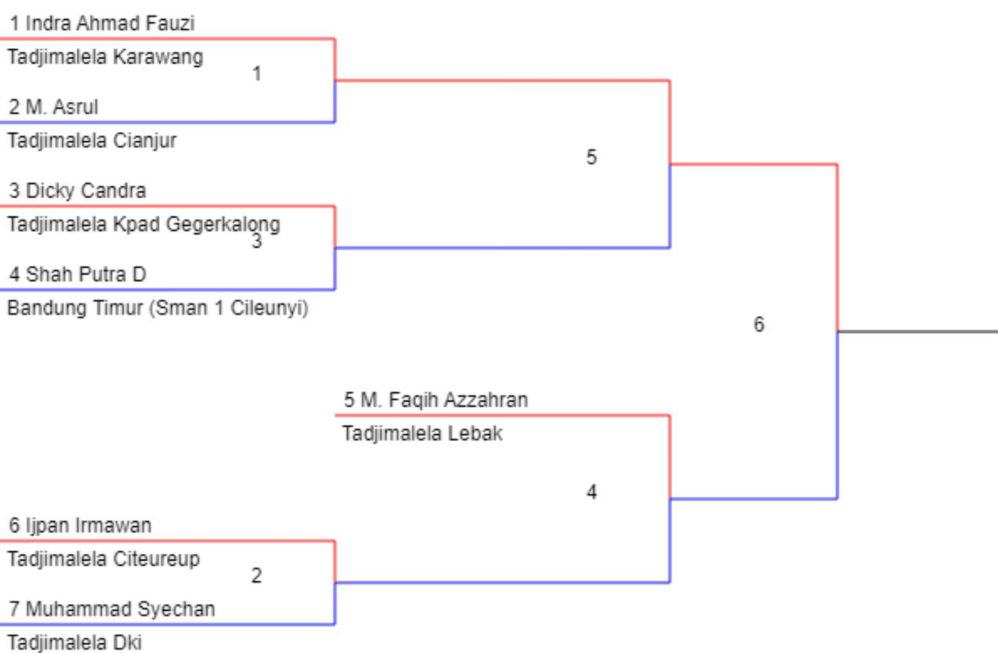 1 Indra Ahmad Fauzi
Tadjimalela Karawang
1
2 M. Asrul
Tadjimalela Cianjur
5
3 Dicky Candra
Tadjimalela Kpad Gegerkalong
3
4 Shah Putra D
Bandung Timur (Sman 1 Cileunyi)
6
5 M. Faqih Azzahran
Tadjimalela Lebak
4
6 Ijpan Irmawan
Tadjimalela Citeureup
2
7 Muhammad Syechan
Tadjimalela Dki